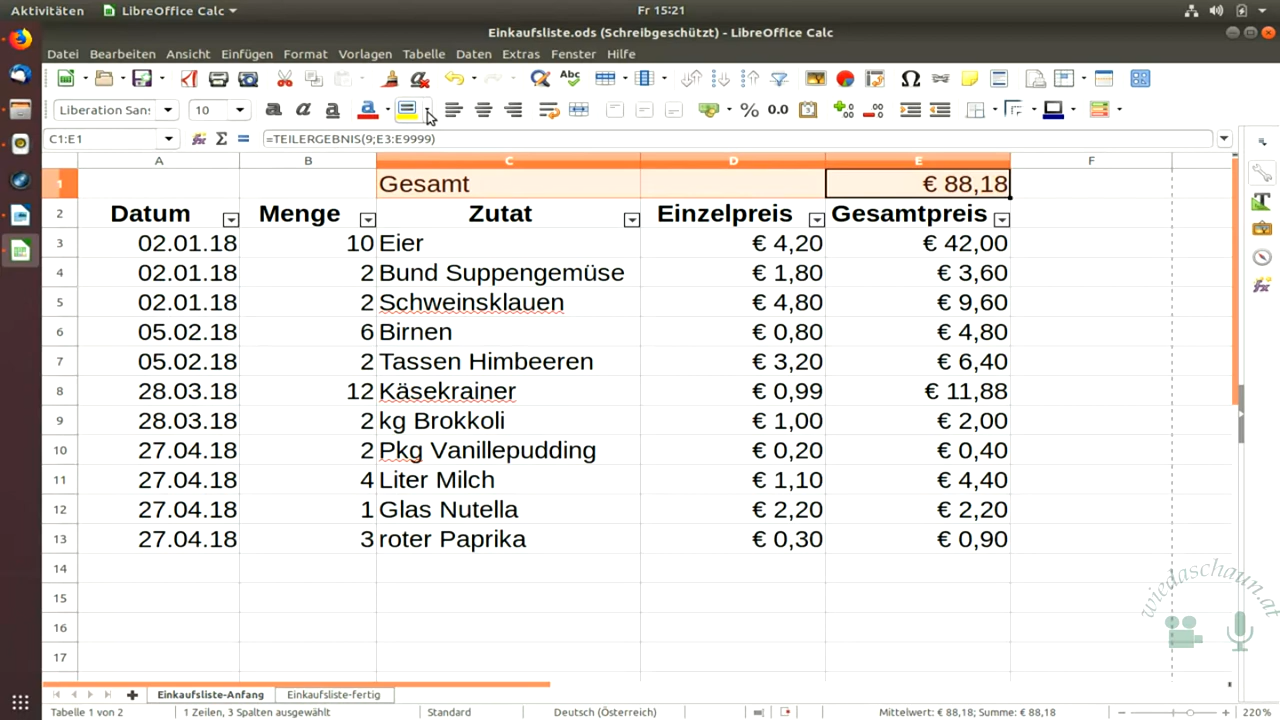 Aktivitäten LibreOffice Calc Fr 15:21
Einkaufsliste.ods (Schreibgeschützt) - LibreOffice Calc
Datei Bearbeiten Ansicht Einfügen Format Vorlagen Tabelle Daten Extras Fenster Hilfe
Liberation Sans 10
C1:E1 =TEILERGEBNIS(9;E3:E9999)
A B C D E F
1 Gesamt € 88,18
2 Datum Menge Zutat Einzelpreis Gesamtpreis
3 02.01.18 10 Eier € 4,20 € 42,00
4 02.01.18 2 Bund Suppengemüse € 1,80 € 3,60
5 02.01.18 2 Schweinsklauen € 4,80 € 9,60
6 05.02.18 6 Birnen € 0,80 € 4,80
7 05.02.18 2 Tassen Himbeeren € 3,20 € 6,40
8 28.03.18 12 Käsekrainer € 0,99 € 11,88
9 28.03.18 2 kg Brokkoli € 1,00 € 2,00
10 27.04.18 2 Pkg Vanillepudding € 0,20 € 0,40
11 27.04.18 4 Liter Milch € 1,10 € 4,40
12 27.04.18 1 Glas Nutella € 2,20 € 2,20
13 27.04.18 3 roter Paprika € 0,30 € 0,90
14
15
16
17
wiedaschaun.at
Einkaufsliste-Anfang Einkaufsliste-fertig
Tabelle 1 von 2 1 Zeilen, 3 Spalten ausgewählt Standard Deutsch (Österreich) Mittelwert: € 88,18; Summe: € 88,18 220%